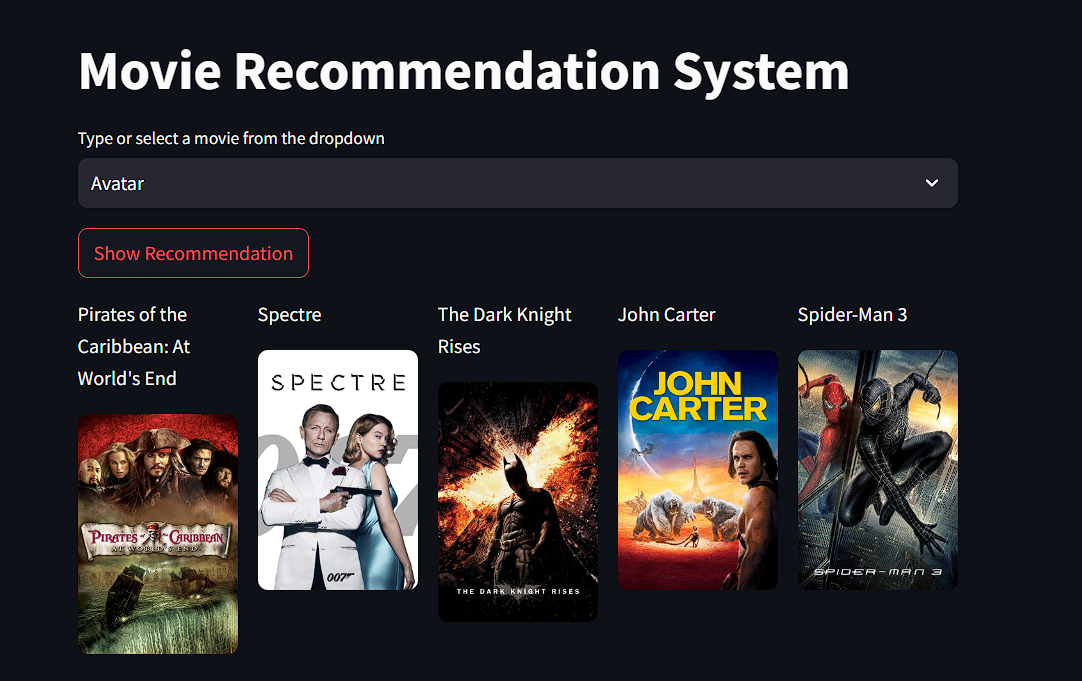 Movie Recommendation System
Type or select a movie from the dropdown
Avatar
Show Recommendation
Pirates of the
Caribbean: At
World's End
PIRATES of the CARIBBEAN
AT WORLD'S END
Spectre
SPECTRE
007
007
The Dark Knight
Rises
THE DARK KNIGHT RISES
John Carter
JOHN
CARTER
Spider-Man 3
SPIDER-MAN 3